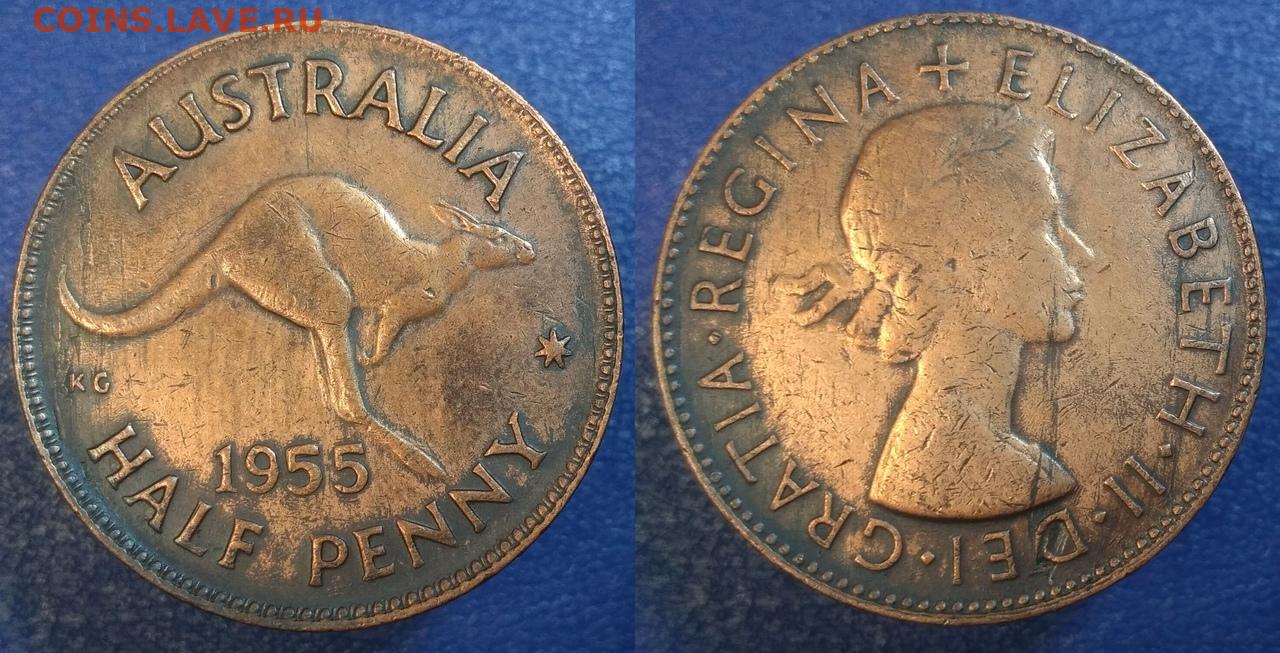 COINS.LAVE.RU
AUSTRALIA
KG
1955
HALF PENNY
+ ELIZABETH · II · DEI · GRATIA · REGINA